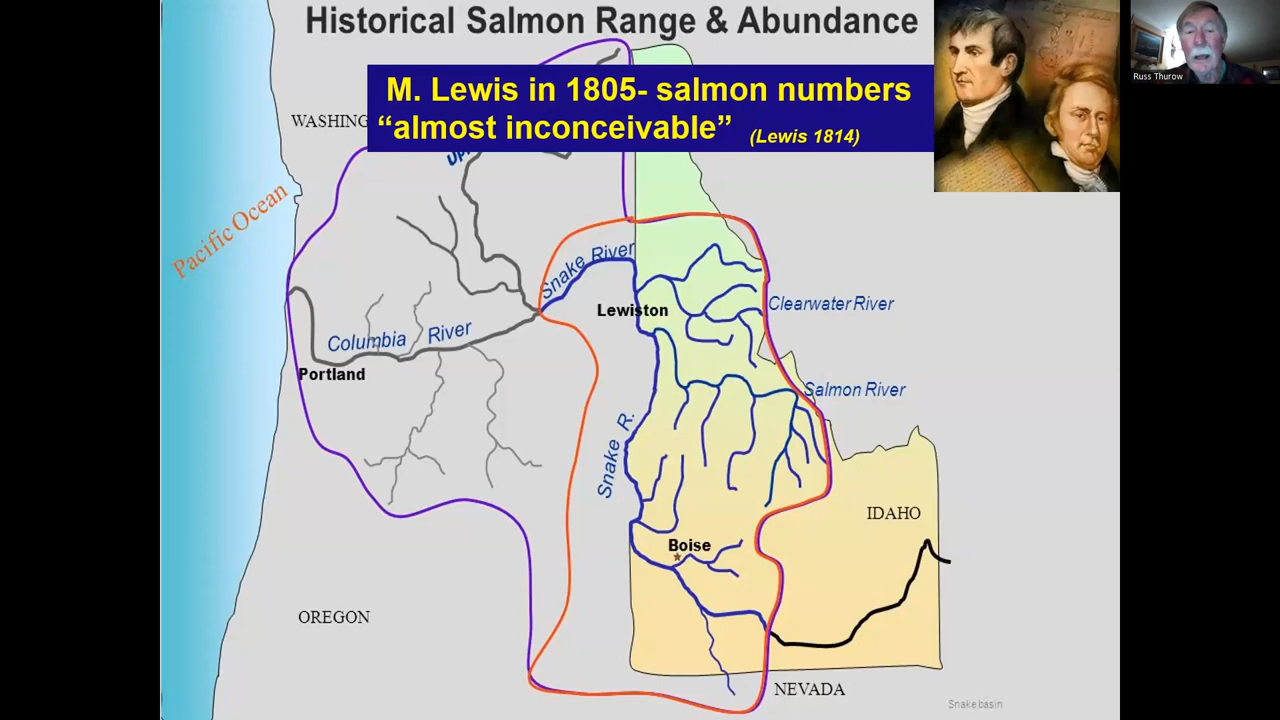 Historical Salmon Range & Abundance
M. Lewis in 1805- salmon numbers
“almost inconceivable” (Lewis 1814)
Russ Thurow
WASHING
Pacific Ocean
Snake River
Lewiston
Clearwater River
Columbia River
Portland
Salmon River
Snake R.
IDAHO
Boise
OREGON
NEVADA
Snake basin